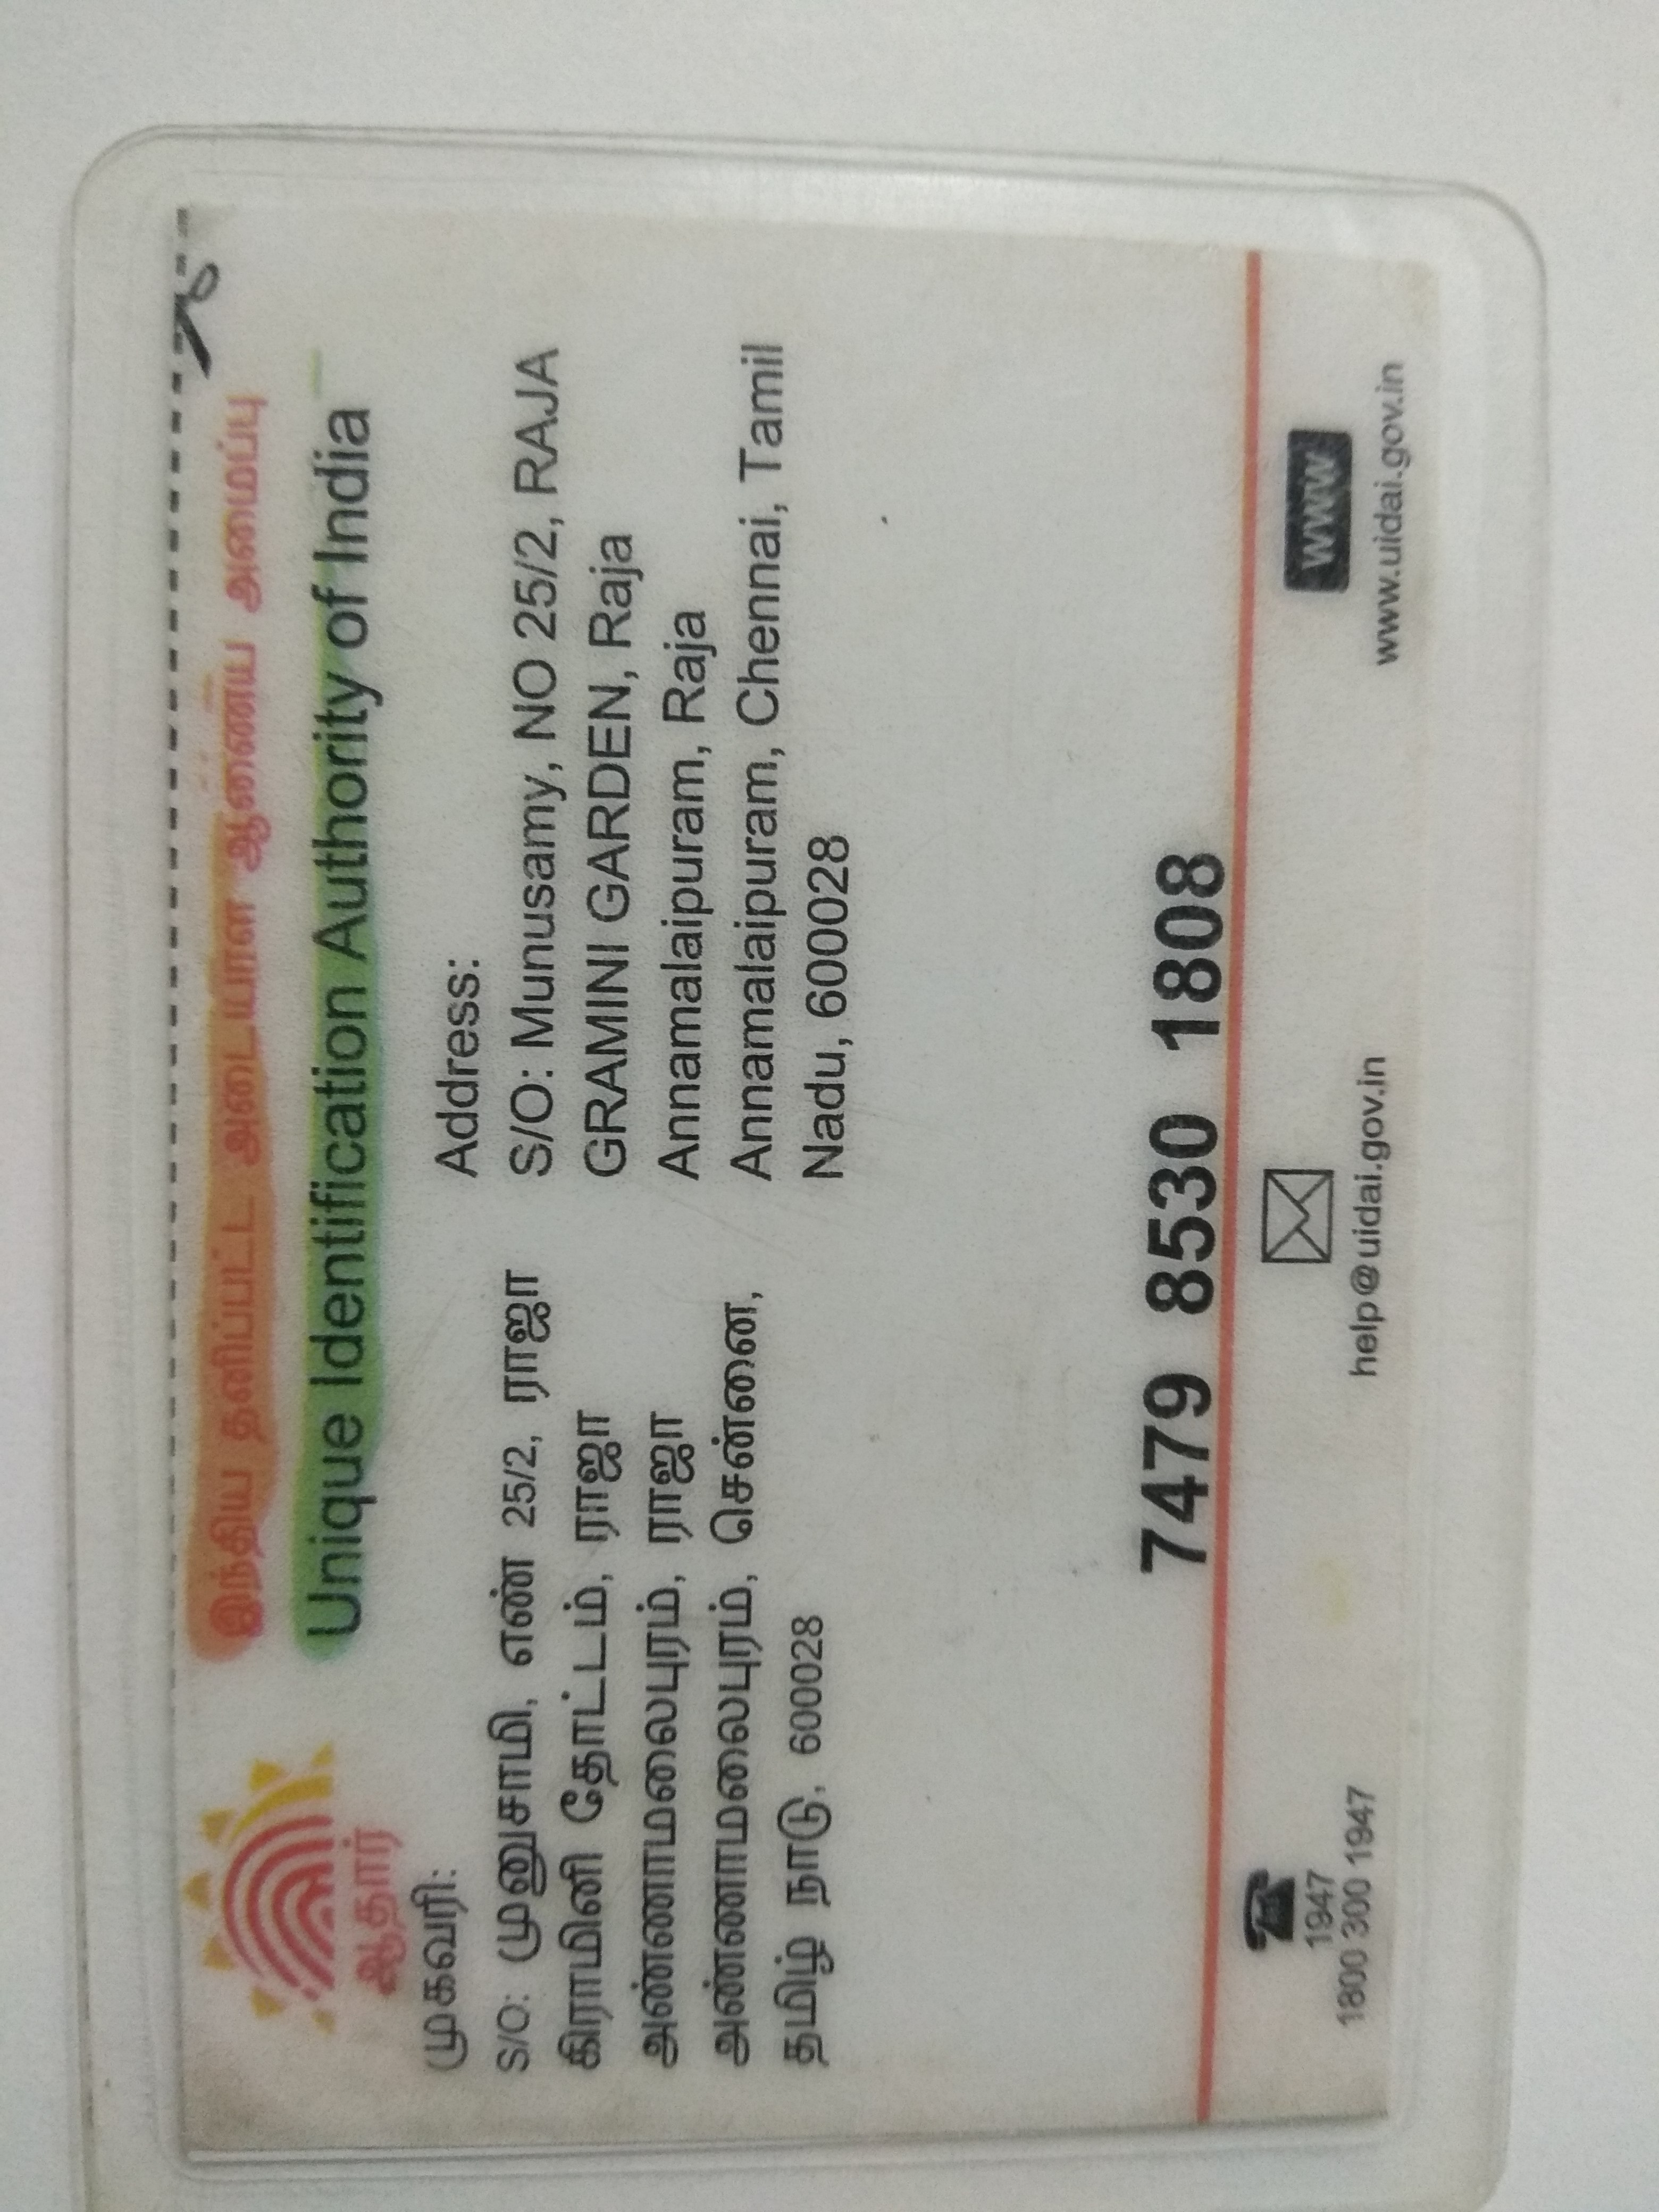 இந்திய தனிப்பட்ட அடையாள ஆணைய அமைப்பு
Unique Identification Authority of India
ஆதார்
முகவரி:
S/O: முனுசாமி, எண் 25/2, ராஜா
கிராமினி தோட்டம், ராஜா
அண்ணாமலைபுரம், ராஜா
அண்ணாமலைபுரம், சென்னை,
தமிழ் நாடு, 600028
Address:
S/O: Munusamy, NO 25/2, RAJA
GRAMINI GARDEN, Raja
Annamalaipuram, Raja
Annamalaipuram, Chennai, Tamil
Nadu, 600028
7479 8530 1808
1947
1800 300 1947
help@uidai.gov.in
www
www.uidai.gov.in